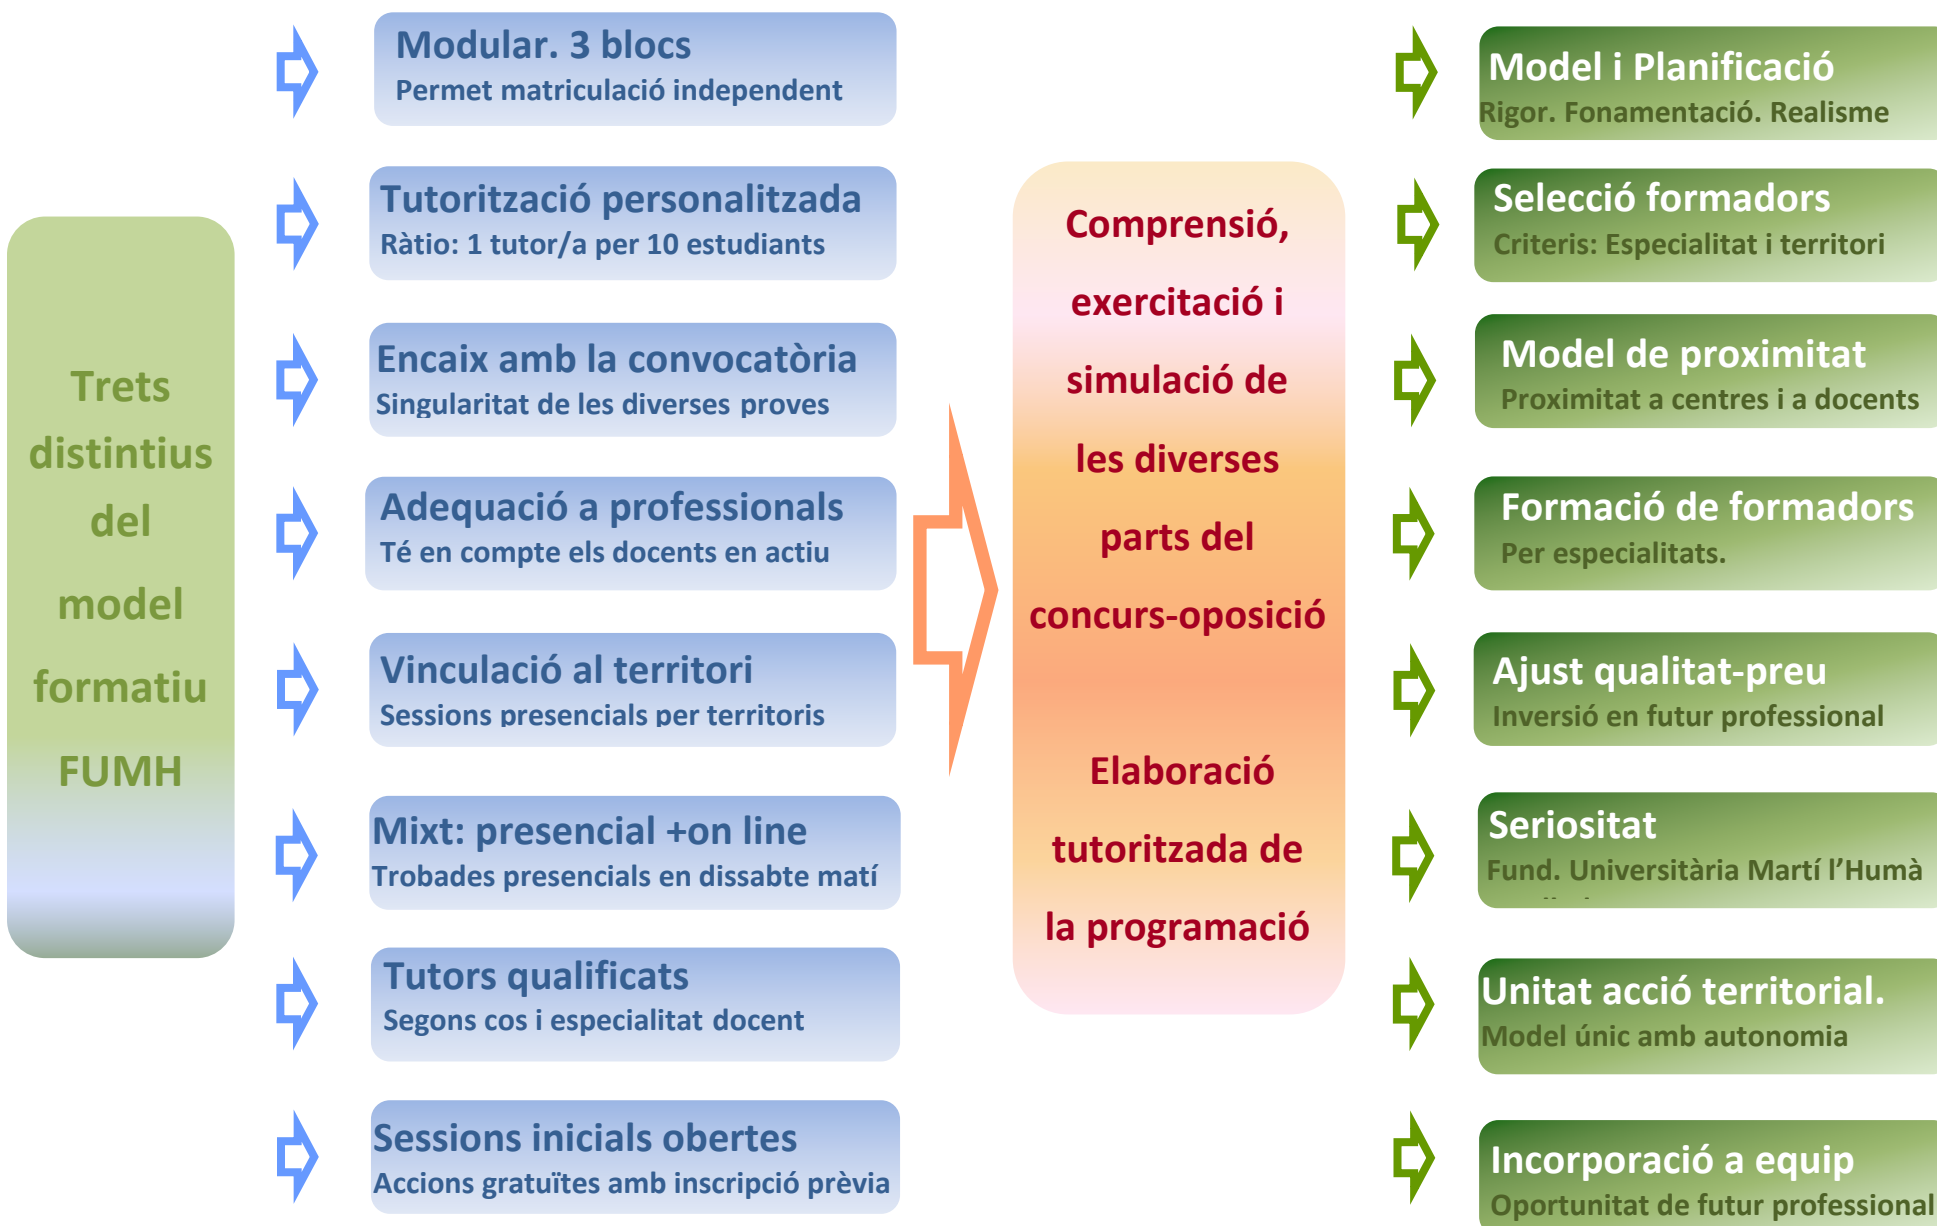 Trets
distintius
del
model
formatiu
FUMH
Modular. 3 blocs
Permet matriculació independent
Tutorització personalitzada
Ràtio: 1 tutor/a per 10 estudiants
Encaix amb la convocatòria
Singularitat de les diverses proves
Adequació a professionals
Té en compte els docents en actiu
Vinculació al territori
Sessions presencials per territoris
Mixt: presencial +on line
Trobades presencials en dissabte matí
Tutors qualificats
Segons cos i especialitat docent
Sessions inicials obertes
Accions gratuïtes amb inscripció prèvia
Comprensió,
exercitació i
simulació de
les diverses
parts del
concurs-oposició
Elaboració
tutoritzada de
la programació
Model i Planificació
Rigor. Fonamentació. Realisme
Selecció formadors
Criteris: Especialitat i territori
Model de proximitat
Proximitat a centres i a docents
Formació de formadors
Per especialitats.
Ajust qualitat-preu
Inversió en futur professional
Seriositat
Fund. Universitària Martí l’Humà
Unitat acció territorial.
Model únic amb autonomia
Incorporació a equip
Oportunitat de futur professional